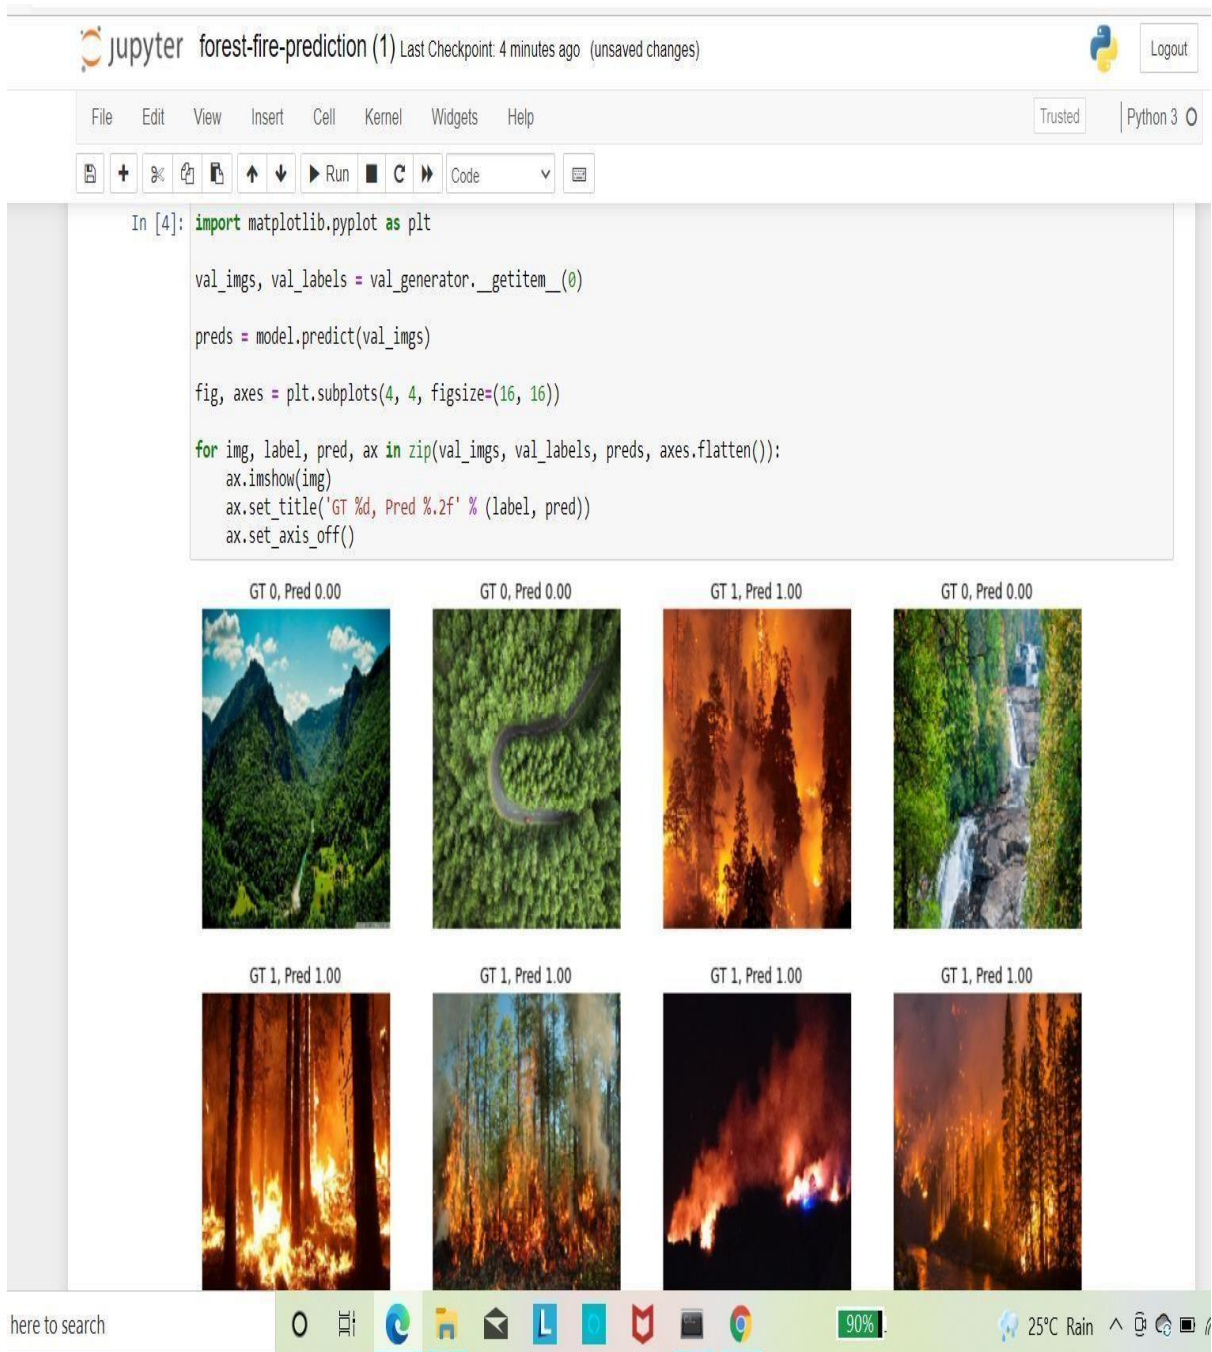 jupyter forest-fire-prediction (1) Last Checkpoint: 4 minutes ago (unsaved changes) Logout
File Edit View Insert Cell Kernel Widgets Help Trusted Python 3
Run Code
In [4]: import matplotlib.pyplot as plt
val_imgs, val_labels = val_generator.__getitem__(0)
preds = model.predict(val_imgs)
fig, axes = plt.subplots(4, 4, figsize=(16, 16))
for img, label, pred, ax in zip(val_imgs, val_labels, preds, axes.flatten()):
    ax.imshow(img)
    ax.set_title('GT %d, Pred %.2f' % (label, pred))
    ax.set_axis_off()
GT 0, Pred 0.00 GT 0, Pred 0.00 GT 1, Pred 1.00 GT 0, Pred 0.00
GT 1, Pred 1.00 GT 1, Pred 1.00 GT 1, Pred 1.00 GT 1, Pred 1.00
here to search L 90% 25°C Rain